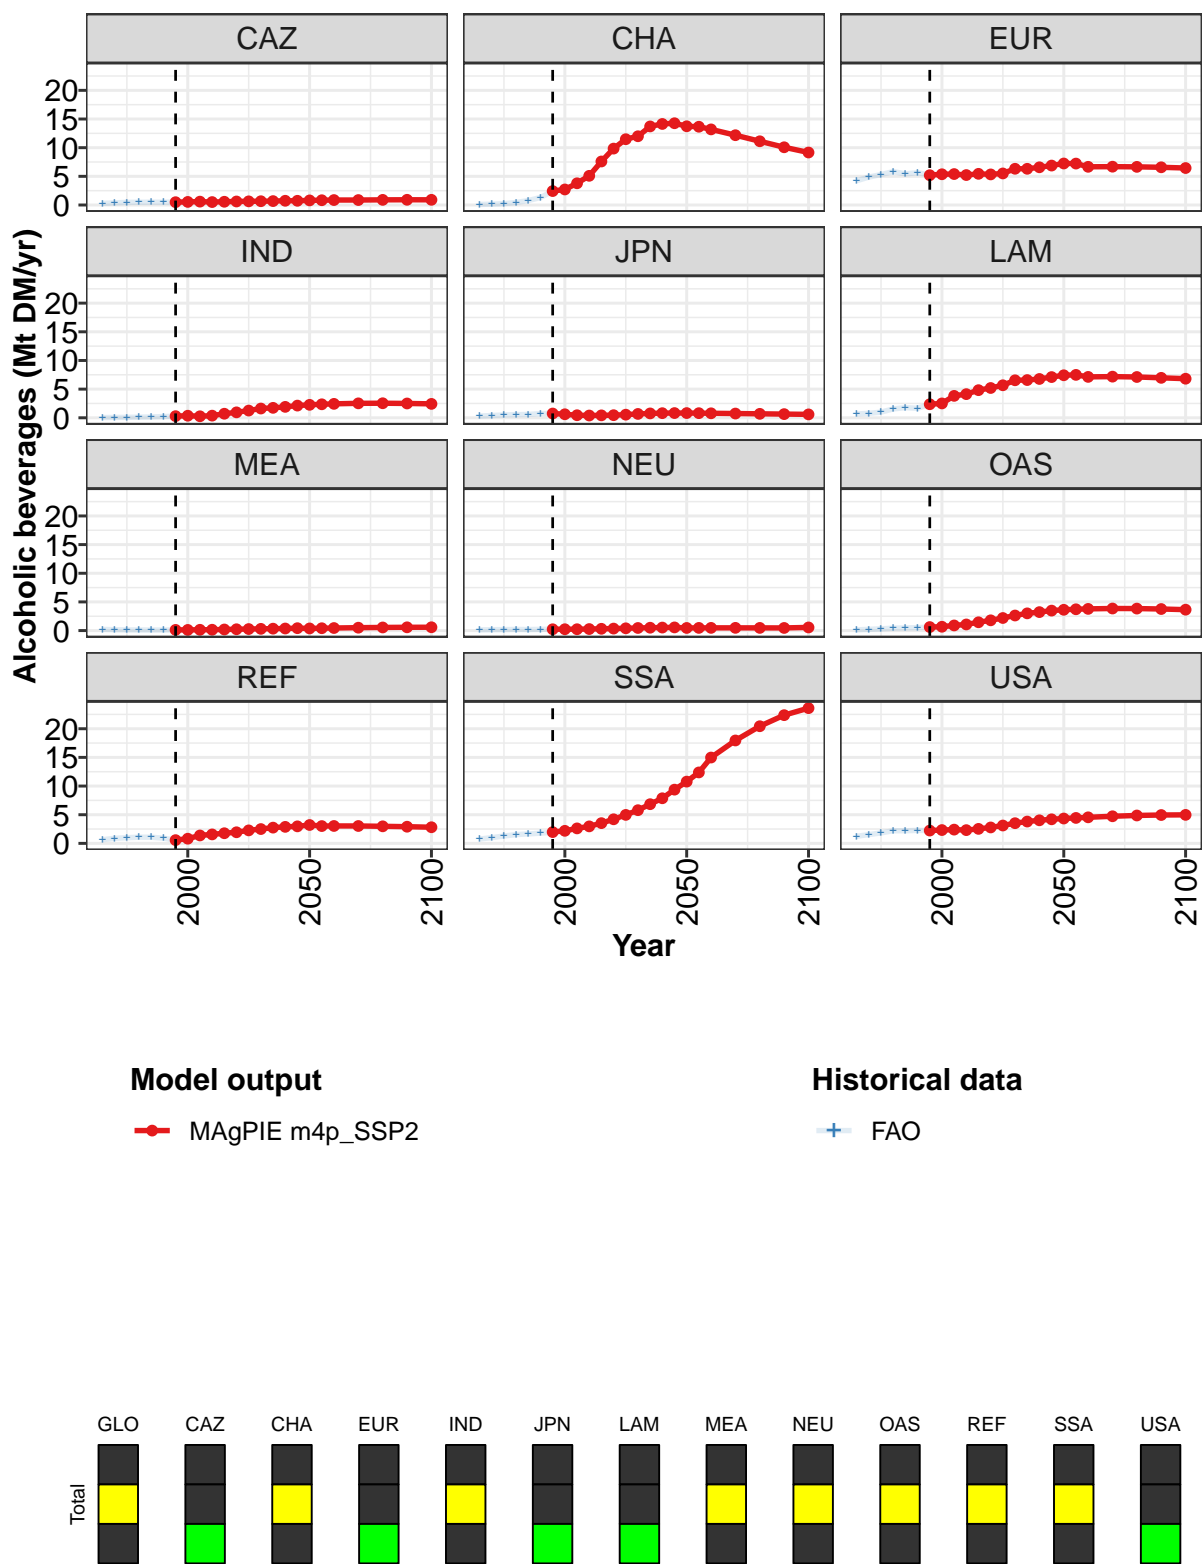 CAZ CHA EUR
20
15
10
5
0
IND JPN LAM
20
15
10
5
0
MEA NEU OAS
20
15
10
5
0
REF SSA USA
20
15
10
5
0
Alcoholic beverages (Mt DM/yr)
2000 2050 2100 2000 2050 2100 2000 2050 2100
Year
Model output Historical data
MAgPIE m4p_SSP2 FAO
GLO CAZ CHA EUR IND JPN LAM MEA NEU OAS REF SSA USA
Total